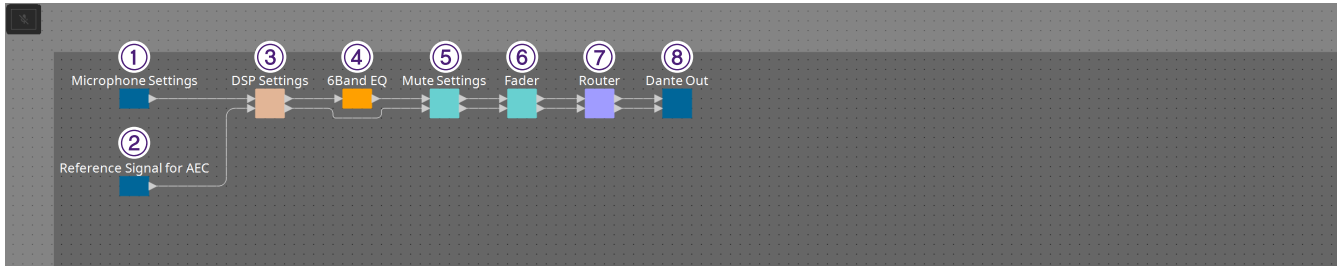 ① ③ ④ ⑤ ⑥ ⑦ ⑧
Microphone Settings DSP Settings 6Band EQ Mute Settings Fader Router Dante Out
②
Reference Signal for AEC